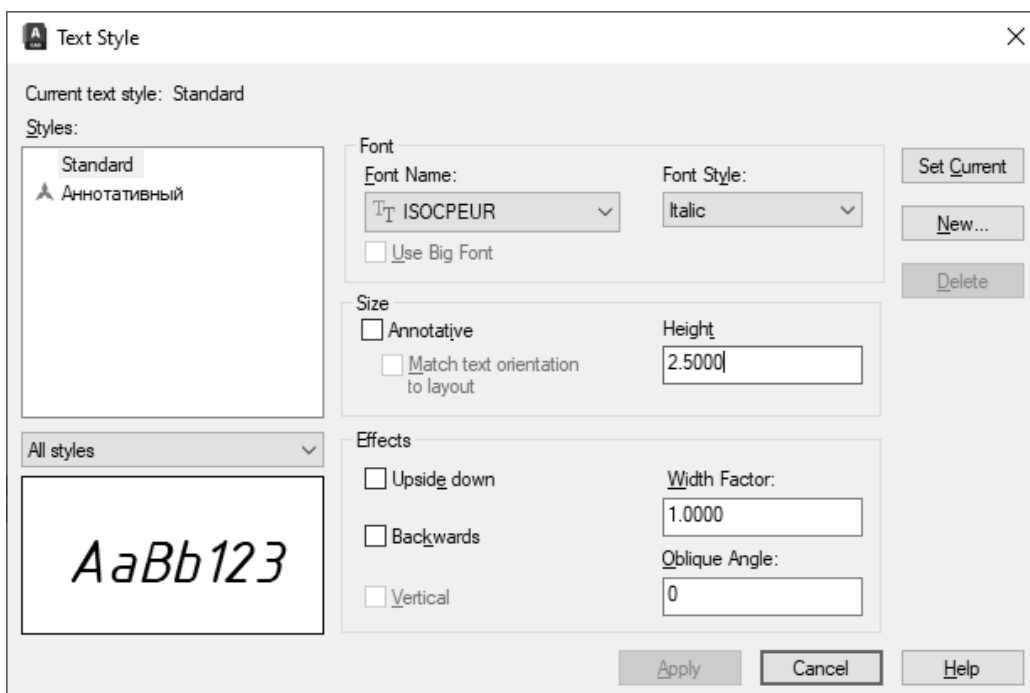 A
CAD
Text Style
Current text style: Standard
Styles:
Standard
Аннотативный
All styles
AaBb123
Font
Font Name:
ISOCPEUR
Use Big Font
Font Style:
Italic
Size
Annotative
Match text orientation
to layout
Height
2.5000
Effects
Upside down
Backwards
Vertical
Width Factor:
1.0000
Oblique Angle:
0
Set Current
New...
Delete
Apply
Cancel
Help